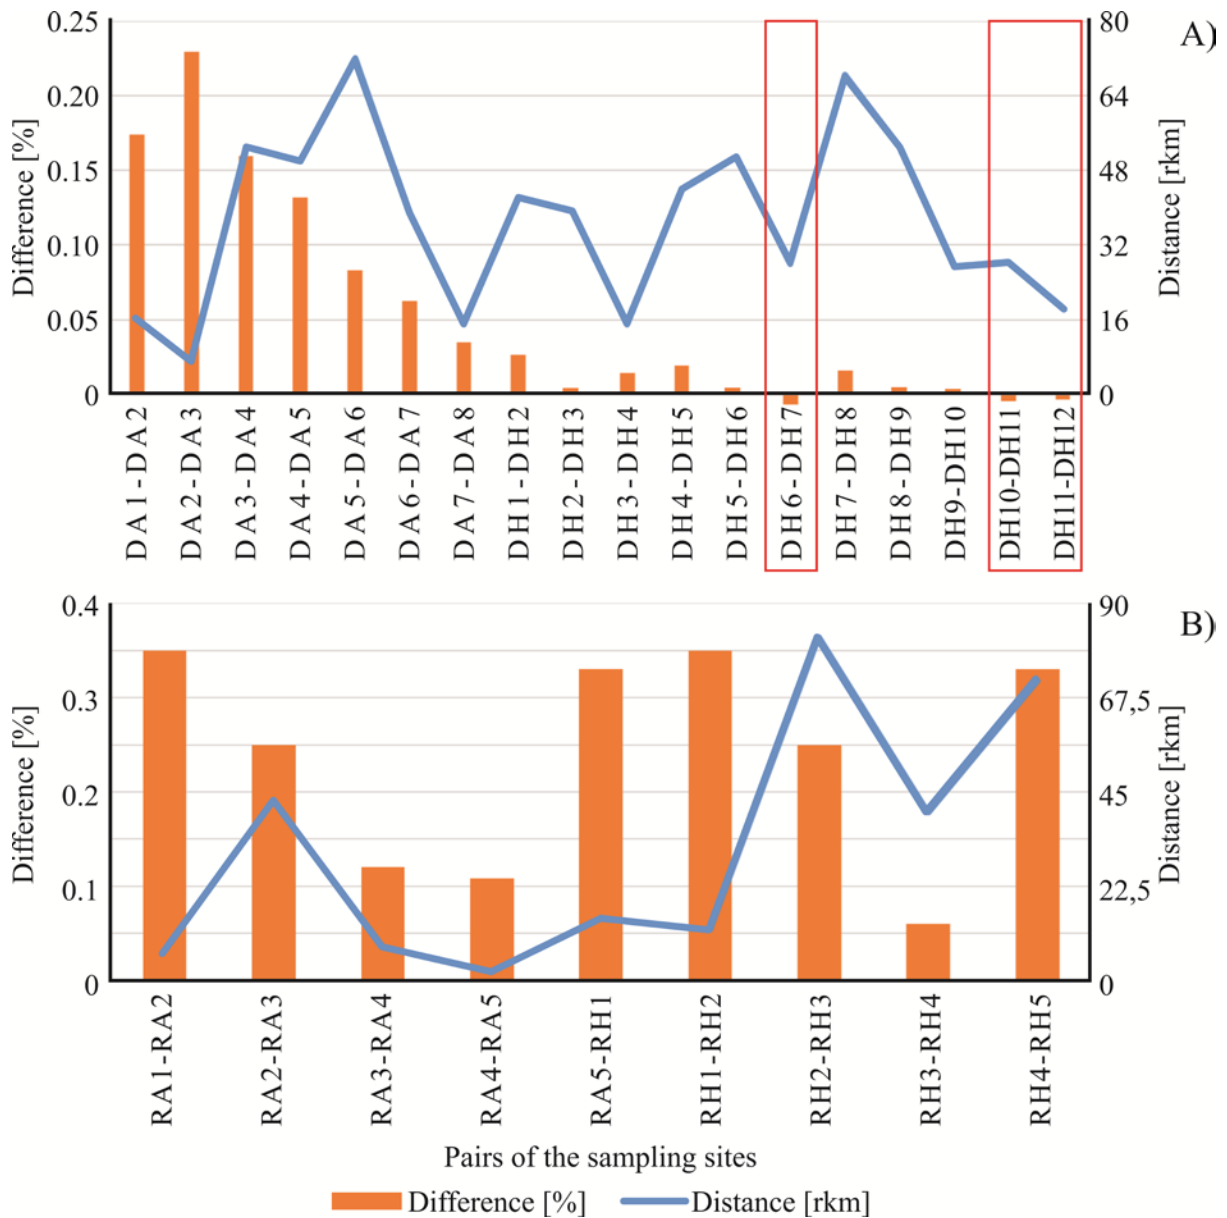 A)
Difference [%]
0.25
0.20
0.15
0.10
0.05
0
Distance [rkm]
80
64
48
32
16
0
DA1-DA2
DA2-DA3
DA3-DA4
DA4-DA5
DA5-DA6
DA6-DA7
DA7-DA8
DH1-DH2
DH2-DH3
DH3-DH4
DH4-DH5
DH5-DH6
DH6-DH7
DH7-DH8
DH8-DH9
DH9-DH10
DH10-DH11
DH11-DH12
B)
Difference [%]
0.4
0.3
0.2
0.1
0
Distance [rkm]
90
67,5
45
22,5
0
RA1-RA2
RA2-RA3
RA3-RA4
RA4-RA5
RA5-RH1
RH1-RH2
RH2-RH3
RH3-RH4
RH4-RH5
Pairs of the sampling sites
Difference [%] Distance [rkm]